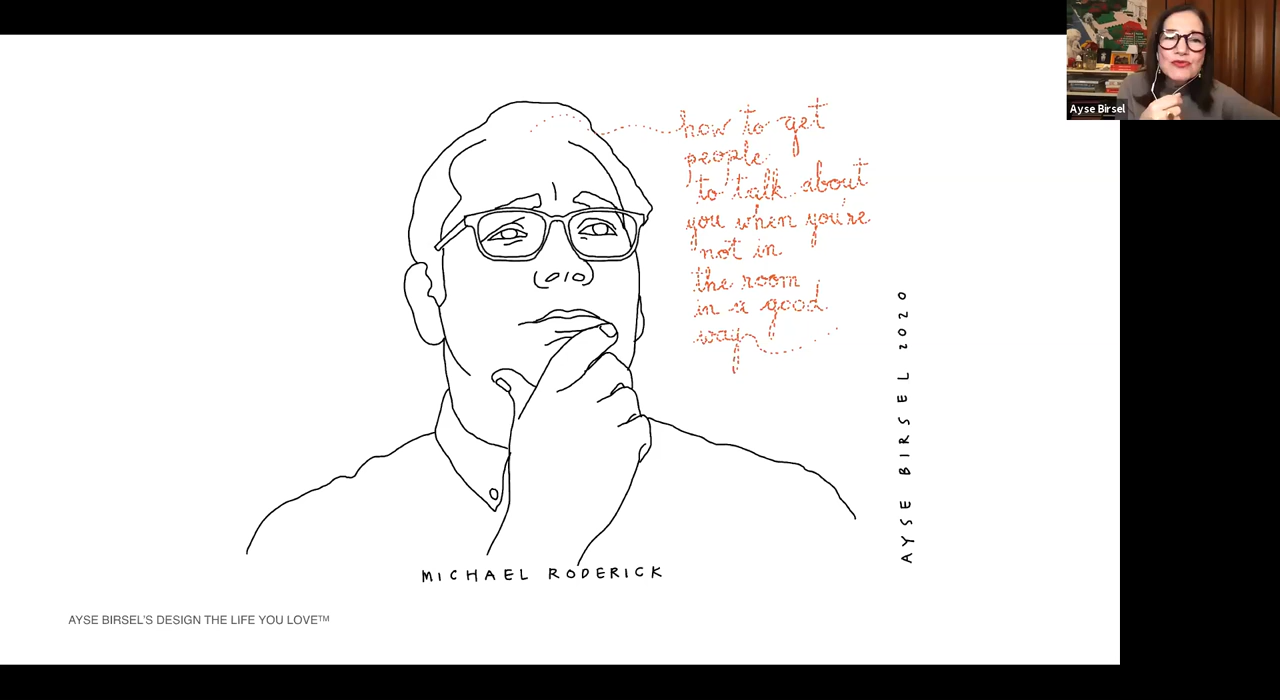 Ayse Birsel
how to get
people
to talk about
you when you're
not in
the room
in a good
way
AYSE BIRSEL 2020
MICHAEL RODERICK
AYSE BIRSEL'S DESIGN THE LIFE YOU LOVE™